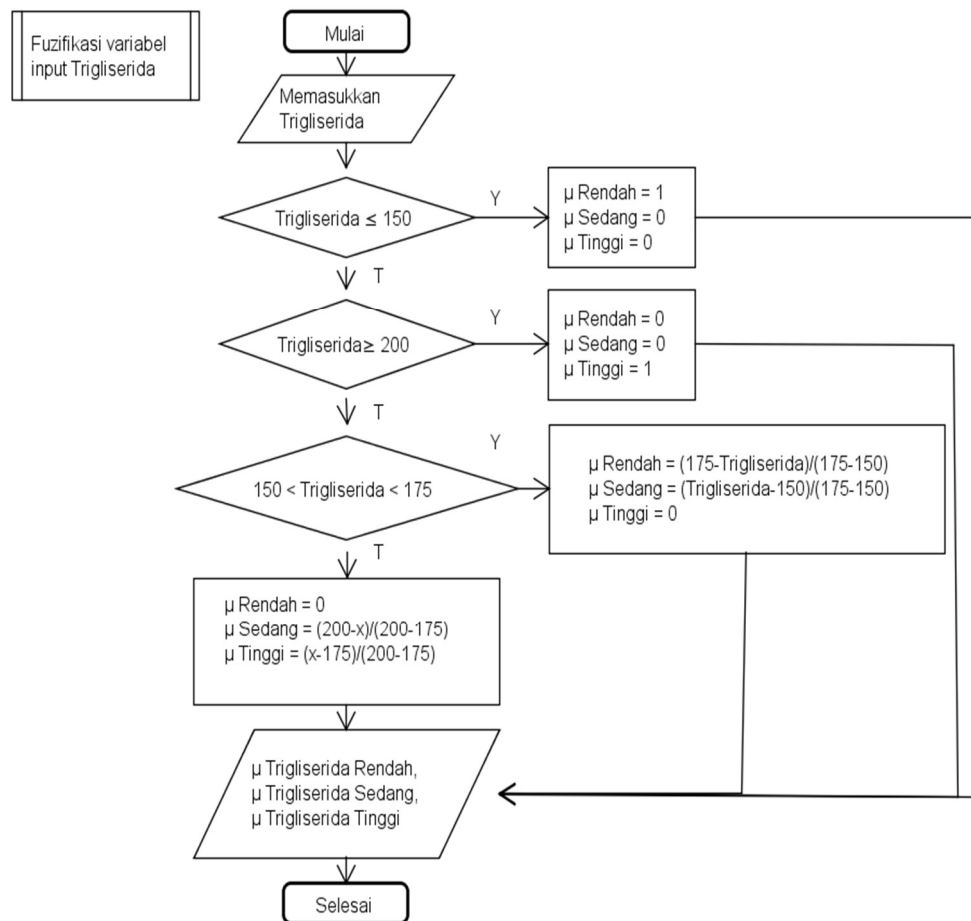 Fuzifikasi variabel
input Trigliserida
Mulai
Memasukkan
Trigliserida
Trigliserida ≤ 150
Y
µ Rendah = 1
µ Sedang = 0
µ Tinggi = 0
T
Trigliserida≥ 200
Y
µ Rendah = 0
µ Sedang = 0
µ Tinggi = 1
T
150 < Trigliserida < 175
Y
µ Rendah = (175-Trigliserida)/(175-150)
µ Sedang = (Trigliserida-150)/(175-150)
µ Tinggi = 0
T
µ Rendah = 0
µ Sedang = (200-x)/(200-175)
µ Tinggi = (x-175)/(200-175)
µ Trigliserida Rendah,
µ Trigliserida Sedang,
µ Trigliserida Tinggi
Selesai